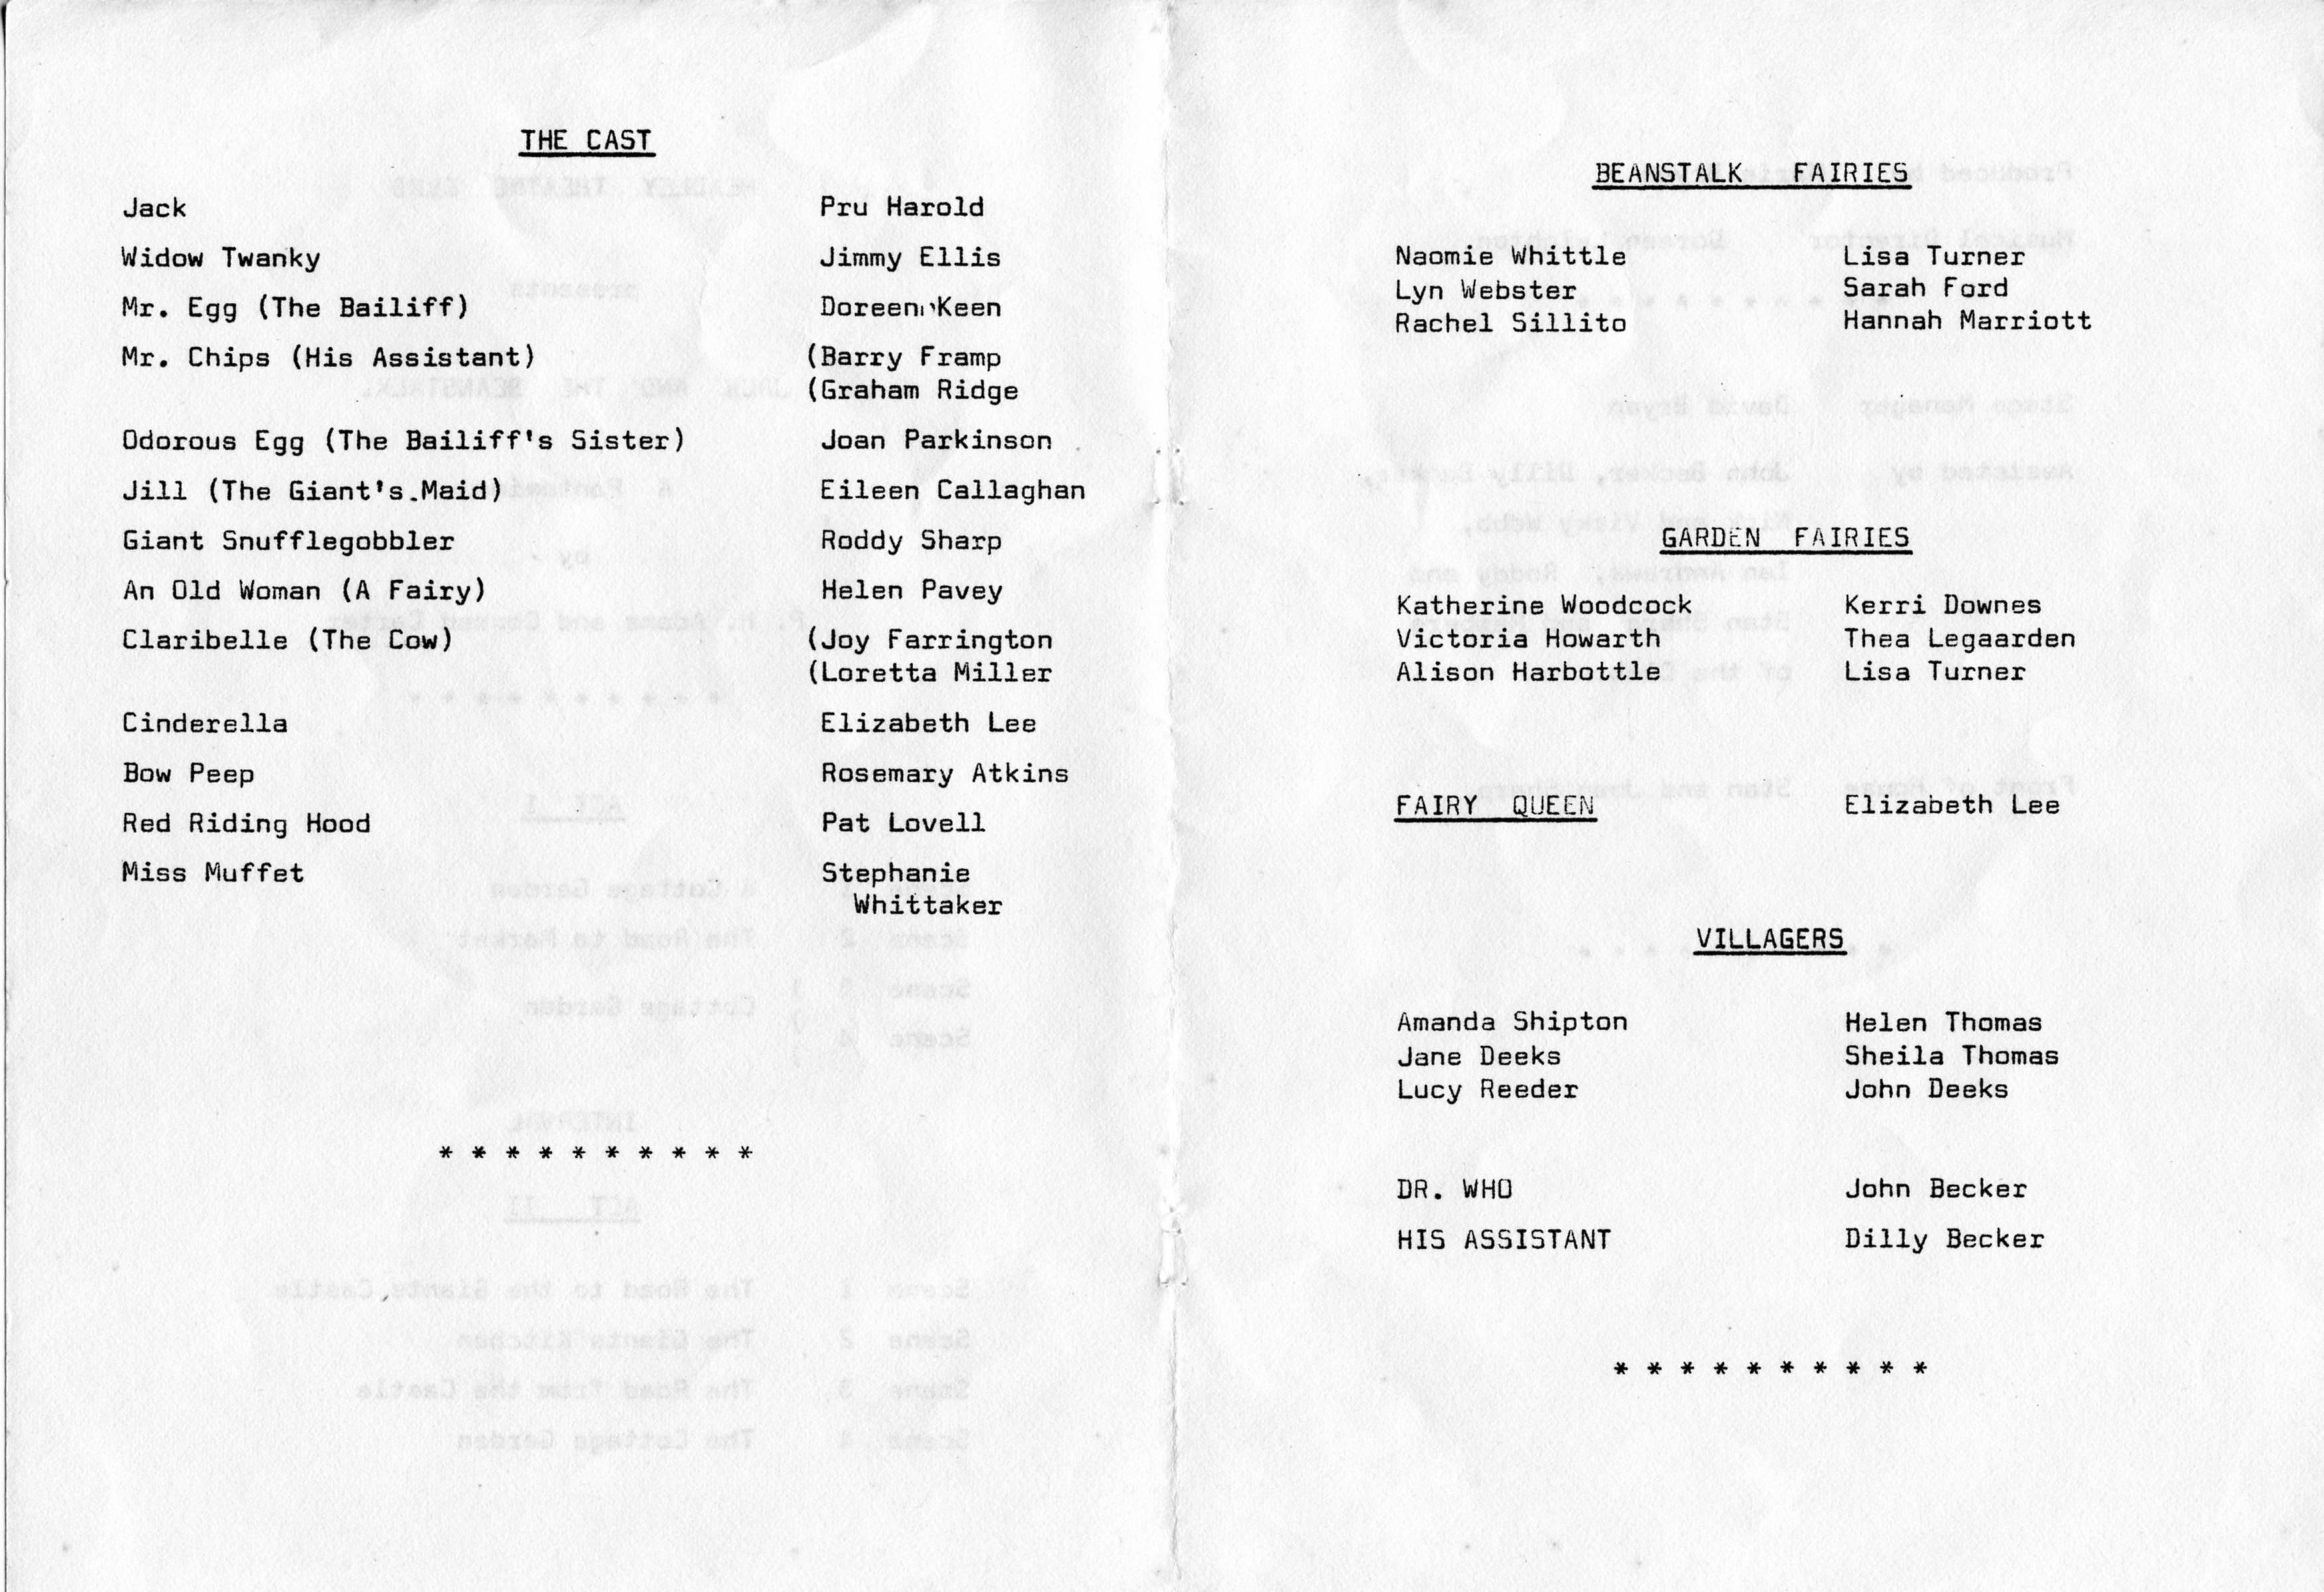 THE CAST
Jack Pru Harold
Widow Twanky Jimmy Ellis
Mr. Egg (The Bailiff) Doreen Keen
Mr. Chips (His Assistant) (Barry Framp
(Graham Ridge
Odorous Egg (The Bailiff's Sister) Joan Parkinson
Jill (The Giant's.Maid) Eileen Callaghan
Giant Snufflegobbler Roddy Sharp
An Old Woman (A Fairy) Helen Pavey
Claribelle (The Cow) (Joy Farrington
(Loretta Miller
Cinderella Elizabeth Lee
Bow Peep Rosemary Atkins
Red Riding Hood Pat Lovell
Miss Muffet Stephanie
Whittaker
* * * * * * * * * *
BEANSTALK FAIRIES
Naomie Whittle Lisa Turner
Lyn Webster Sarah Ford
Rachel Sillito Hannah Marriott
GARDEN FAIRIES
Katherine Woodcock Kerri Downes
Victoria Howarth Thea Legaarden
Alison Harbottle Lisa Turner
FAIRY QUEEN Elizabeth Lee
VILLAGERS
Amanda Shipton Helen Thomas
Jane Deeks Sheila Thomas
Lucy Reeder John Deeks
DR. WHO John Becker
HIS ASSISTANT Dilly Becker
* * * * * * * * * *